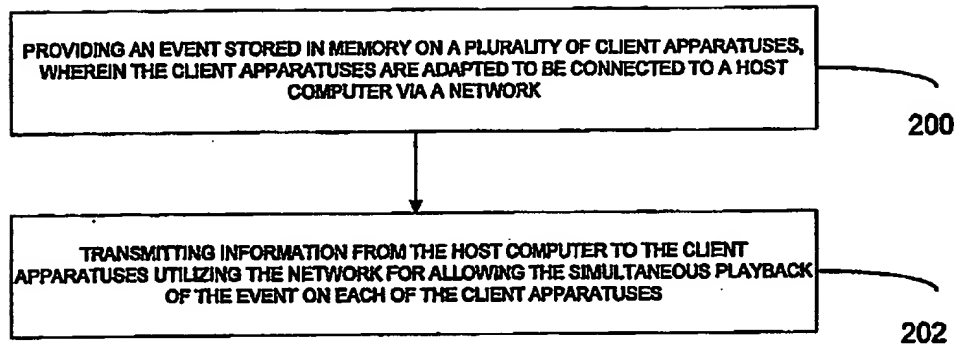 PROVIDING AN EVENT STORED IN MEMORY ON A PLURALITY OF CLIENT APPARATUSES,
WHEREIN THE CLIENT APPARATUSES ARE ADAPTED TO BE CONNECTED TO A HOST
COMPUTER VIA A NETWORK
200
TRANSMITTING INFORMATION FROM THE HOST COMPUTER TO THE CLIENT
APPARATUSES UTILIZING THE NETWORK FOR ALLOWING THE SIMULTANEOUS PLAYBACK
OF THE EVENT ON EACH OF THE CLIENT APPARATUSES
202